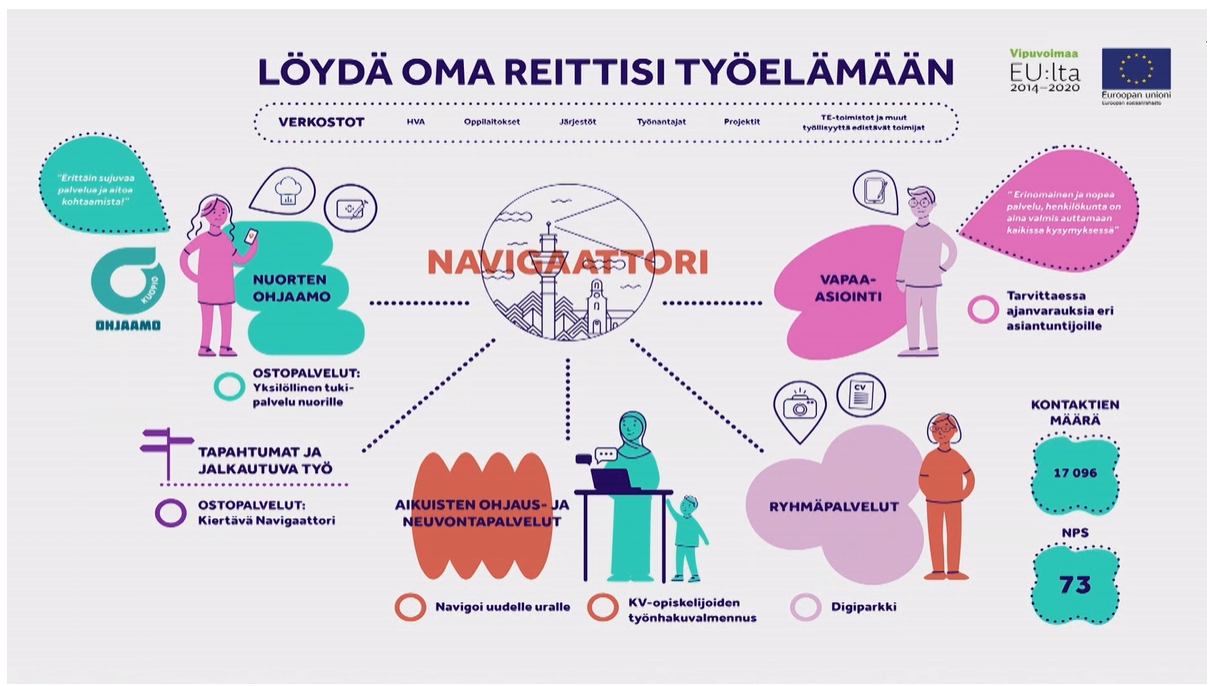 LÖYDÄ OMA REITTISI TYÖELÄMÄÄN
Vipuvoimaa
EU:lta
2014–2020
Euroopan unioni
Euroopan sosiaalirahasto
VERKOSTOT
HVA
Oppilaitokset
Järjestöt
Työnantajat
Projektit
TE-toimistot ja muut
työllisyyttä edistävät toimijat
"Erittäin sujuvaa
palvelua ja aitoa
kohtaamista!"
KUOPIO
OHJAAMO
NUORTEN
OHJAAMO
OSTOPALVELUT:
Yksilöllinen tuki-
palvelu nuorille
NAVIGAATTORI
VAPAA-
ASIOINTI
" Erinomainen ja nopea
palvelu, henkilökunta on
aina valmis auttamaan
kaikissa kysymyksessä"
Tarvittaessa
ajanvarauksia eri
asiantuntijoille
TAPAHTUMAT JA
JALKAUTUVA TYÖ
OSTOPALVELUT:
Kiertävä Navigaattori
AIKUISTEN OHJAUS- JA
NEUVONTAPALVELUT
Navigoi uudelle uralle
KV-opiskelijoiden
työnhakuvalmennus
CV
RYHMÄPALVELUT
Digiparkki
KONTAKTIEN
MÄÄRÄ
17 096
NPS
73